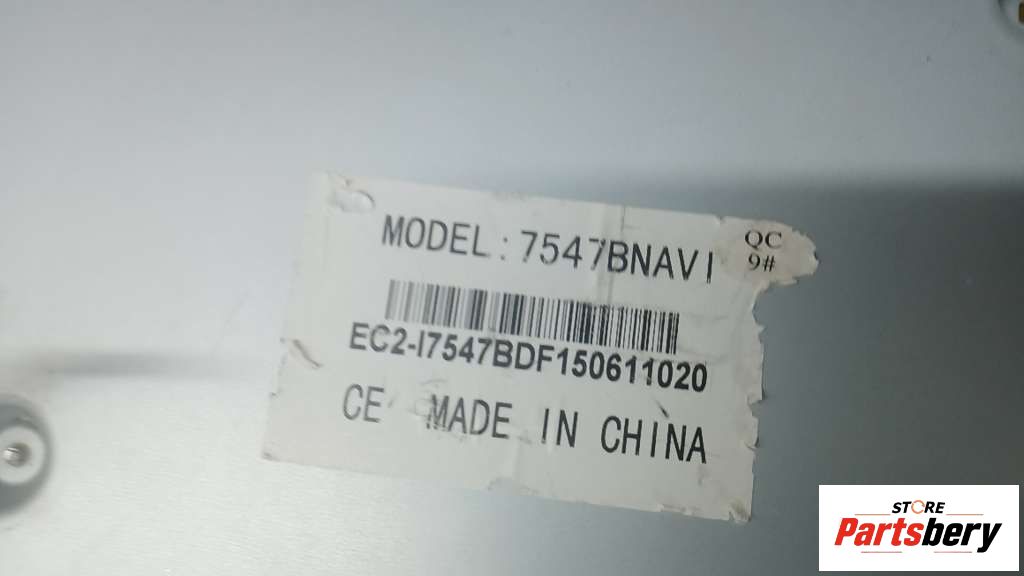 MODEL: 7547BNAVI
QC
9#
EC2-I7547BDF150611020
CE MADE IN CHINA
STORE
Partsbery